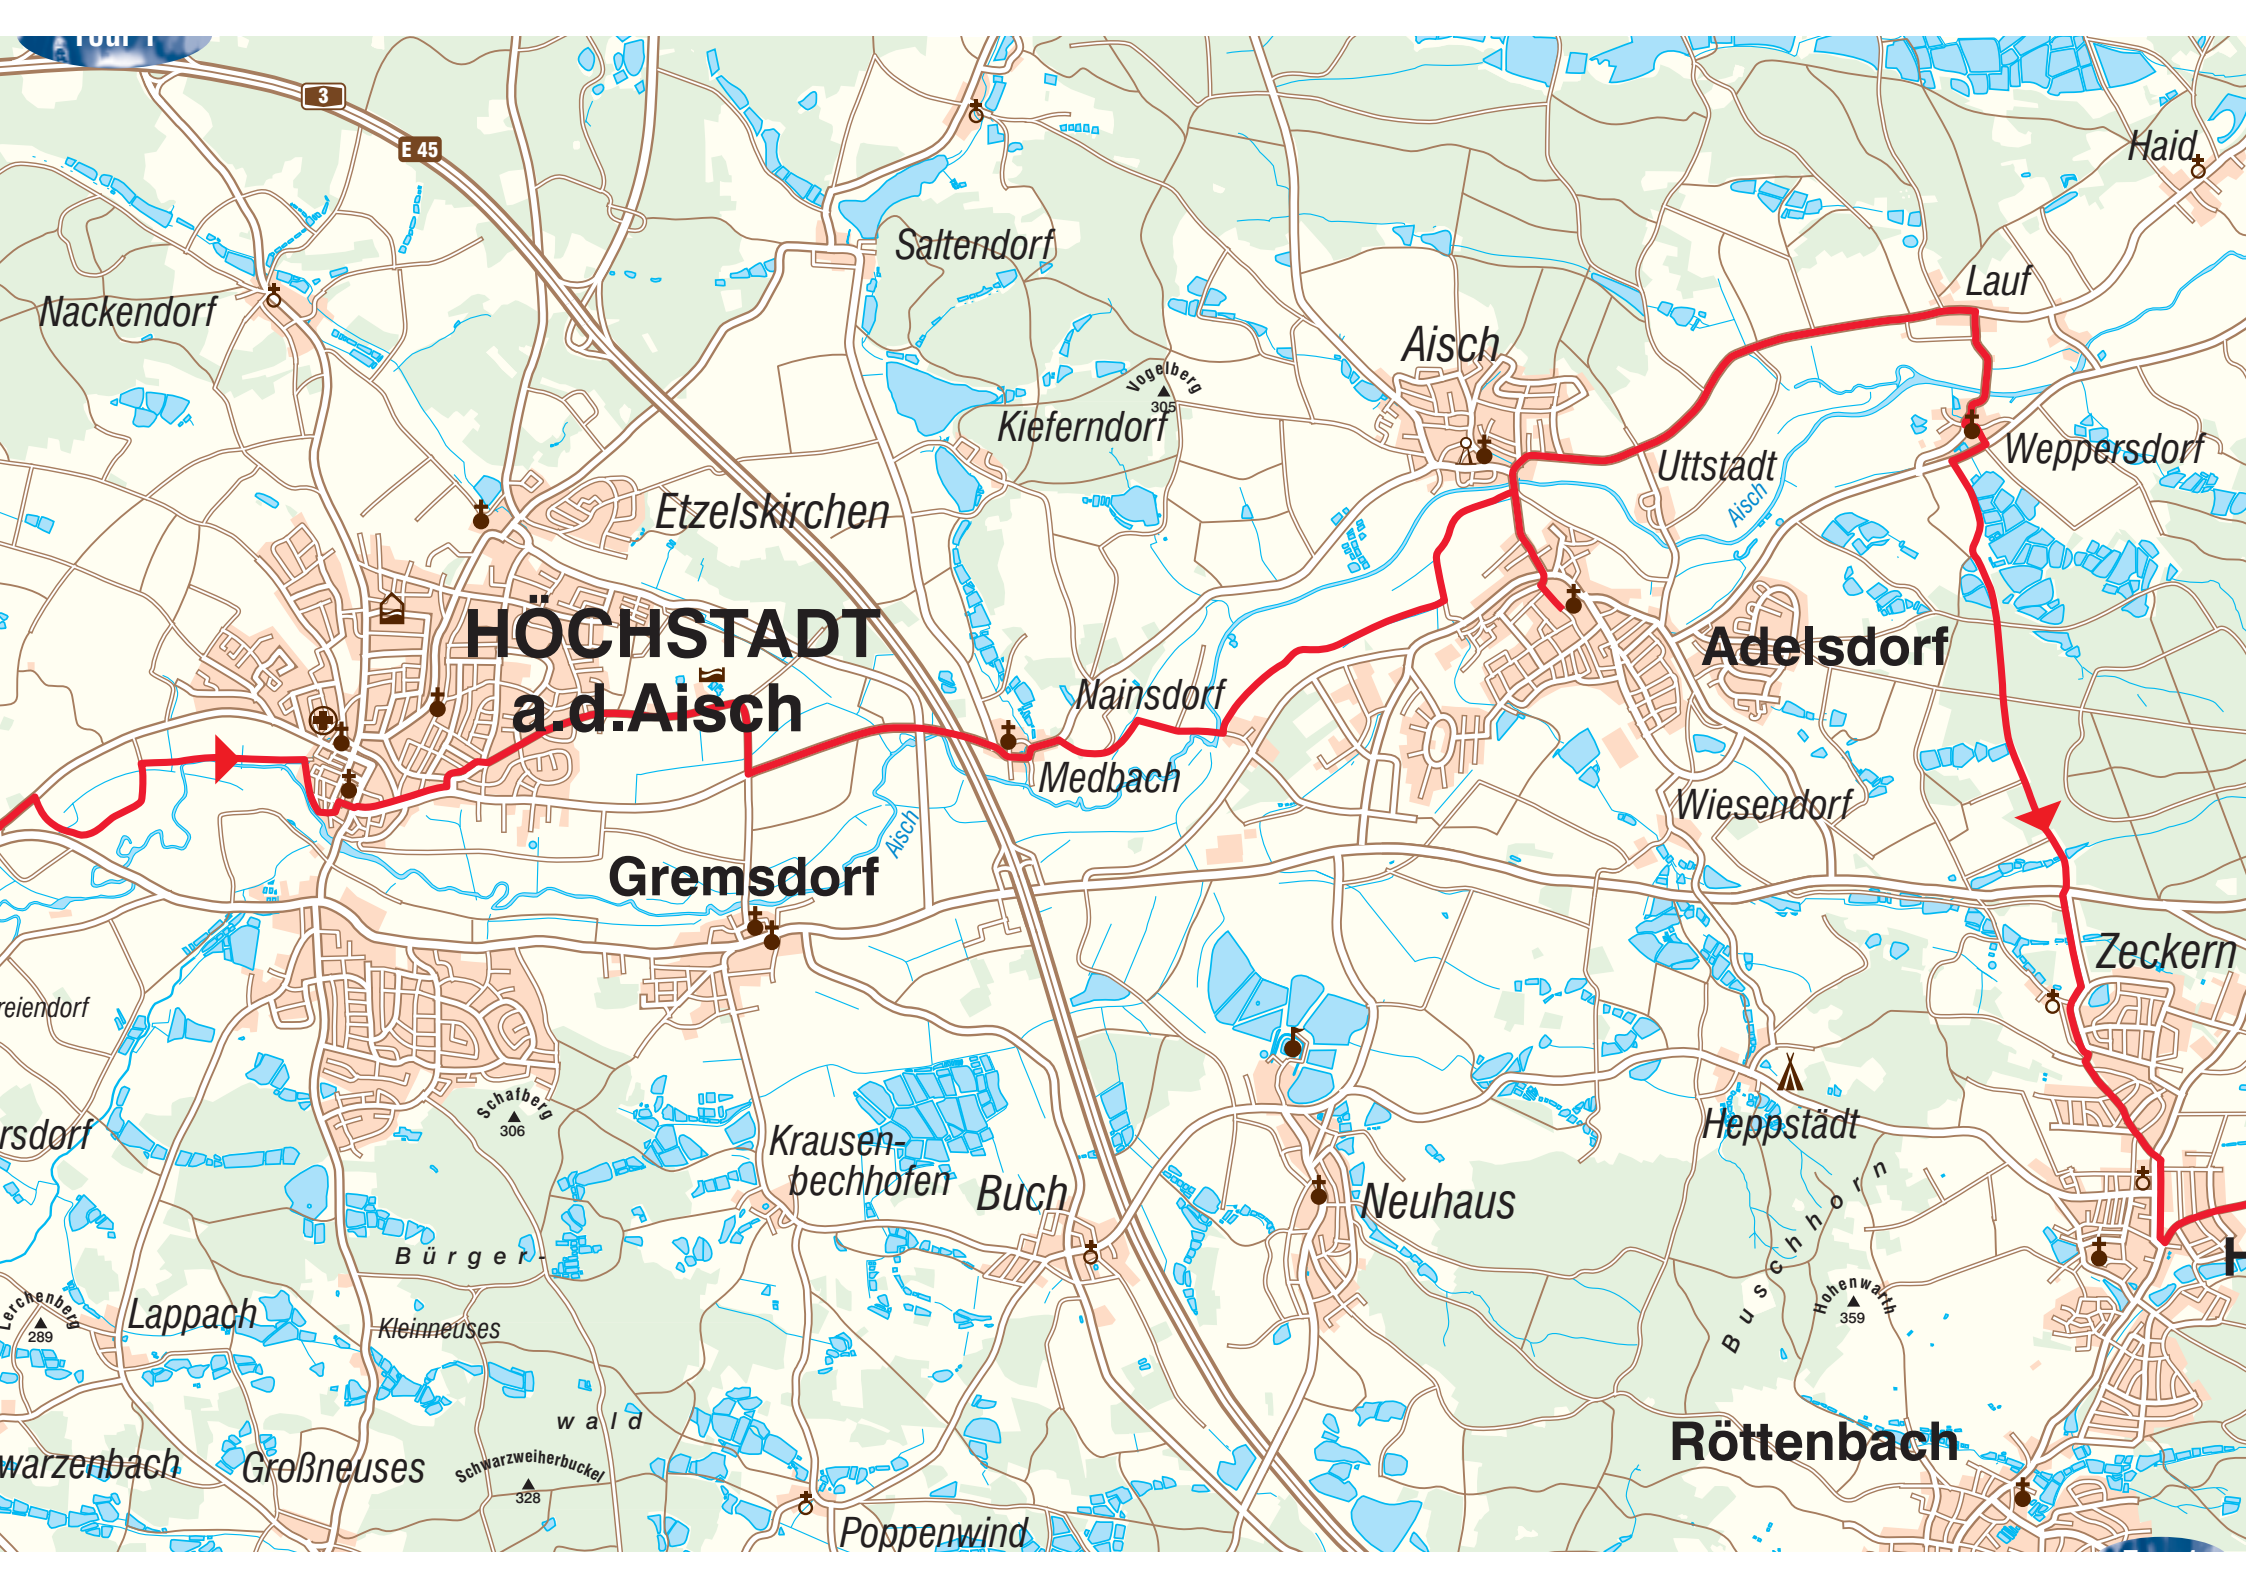 Tour 1
3
E 45
Haid
Saltendorf
Lauf
Nackendorf
Aisch
Vogelberg
305
Kieferndorf
Weppersdorf
Uttstadt
Etzelskirchen
Aisch
HÖCHSTADT
a.d.Aisch
Adelsdorf
Nainsdorf
Medbach
Wiesendorf
Aisch
Gremsdorf
Zeckern
reiendorf
Schafberg
306
Heppstädt
rsdorf
Krausen-
bechhofen
Buch
Neuhaus
Buschhorn
Bürger-
H
Hohenwarth
359
Lerchenberg
289
Lappach
Kleinneuses
wald
Röttenbach
warzenbach
Großneuses
Schwarzweiherbuckel
328
Poppenwind